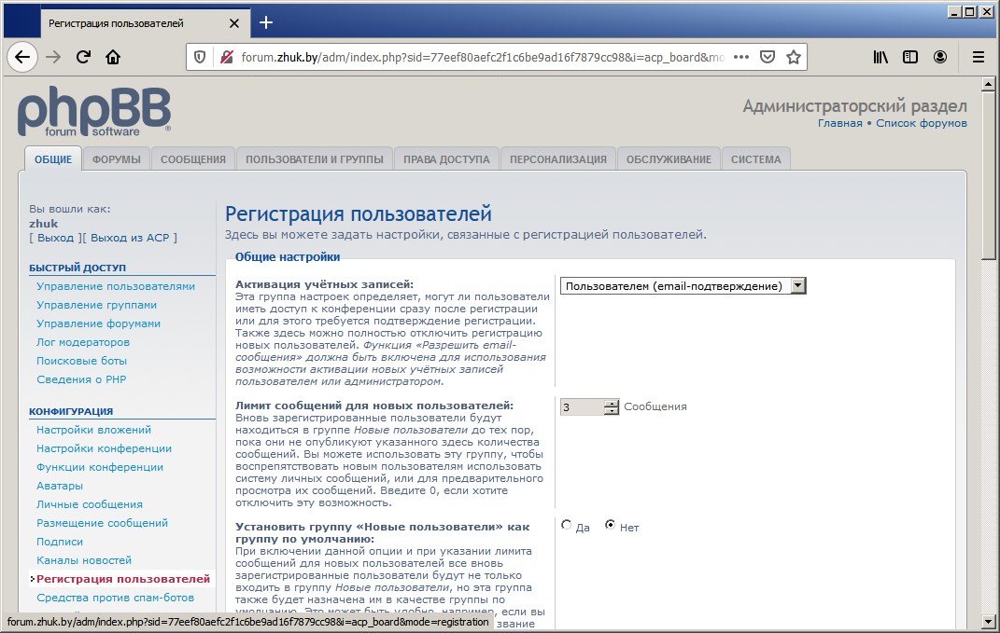 Регистрация пользователей
forum.zhuk.by/adm/index.php?sid=77eef80aefc2f1c6be9ad16f7879cc98&i=acp_board&mo
phpBB
forum software
Администраторский раздел
Главная • Список форумов
ОБЩИЕ ФОРУМЫ СООБЩЕНИЯ ПОЛЬЗОВАТЕЛИ И ГРУППЫ ПРАВА ДОСТУПА ПЕРСОНАЛИЗАЦИЯ ОБСЛУЖИВАНИЕ СИСТЕМА
Вы вошли как:
zhuk
[ Выход ][ Выход из ACP ]
БЫСТРЫЙ ДОСТУП
Управление пользователями
Управление группами
Управление форумами
Лог модераторов
Поисковые боты
Сведения о PHP
КОНФИГУРАЦИЯ
Настройки вложений
Настройки конференции
Функции конференции
Аватары
Личные сообщения
Размещение сообщений
Подписи
Каналы новостей
Регистрация пользователей
Средства против спам-ботов
Регистрация пользователей
Здесь вы можете задать настройки, связанные с регистрацией пользователей.
Общие настройки
Активация учётных записей:
Эта группа настроек определяет, могут ли пользователи
иметь доступ к конференции сразу после регистрации
или для этого требуется подтверждение регистрации.
Также здесь можно полностью отключить регистрацию
новых пользователей. Функция «Разрешить email-
сообщения» должна быть включена для использования
возможности активации новых учётных записей
пользователем или администратором.
Пользователем (email-подтверждение)
Лимит сообщений для новых пользователей:
Вновь зарегистрированные пользователи будут
находиться в группе Новые пользователи до тех пор,
пока они не опубликуют указанного здесь количества
сообщений. Вы можете использовать эту группу, чтобы
воспрепятствовать новым пользователям использовать
систему личных сообщений, или для предварительного
просмотра их сообщений. Введите 0, если хотите
отключить эту возможность.
3 Сообщения
Установить группу «Новые пользователи» как
группу по умолчанию:
При включении данной опции и при указании лимита
сообщений для новых пользователей все вновь
зарегистрированные пользователи будут не только
входить в группу Новые пользователи, но эта группа
также будет назначена им в качестве группы по
умолчанию. Это может быть удобно, например, если вы
звание
Да Нет
forum.zhuk.by/adm/index.php?sid=77eef80aefc2f1c6be9ad16f7879cc98&i=acp_board&mode=registration